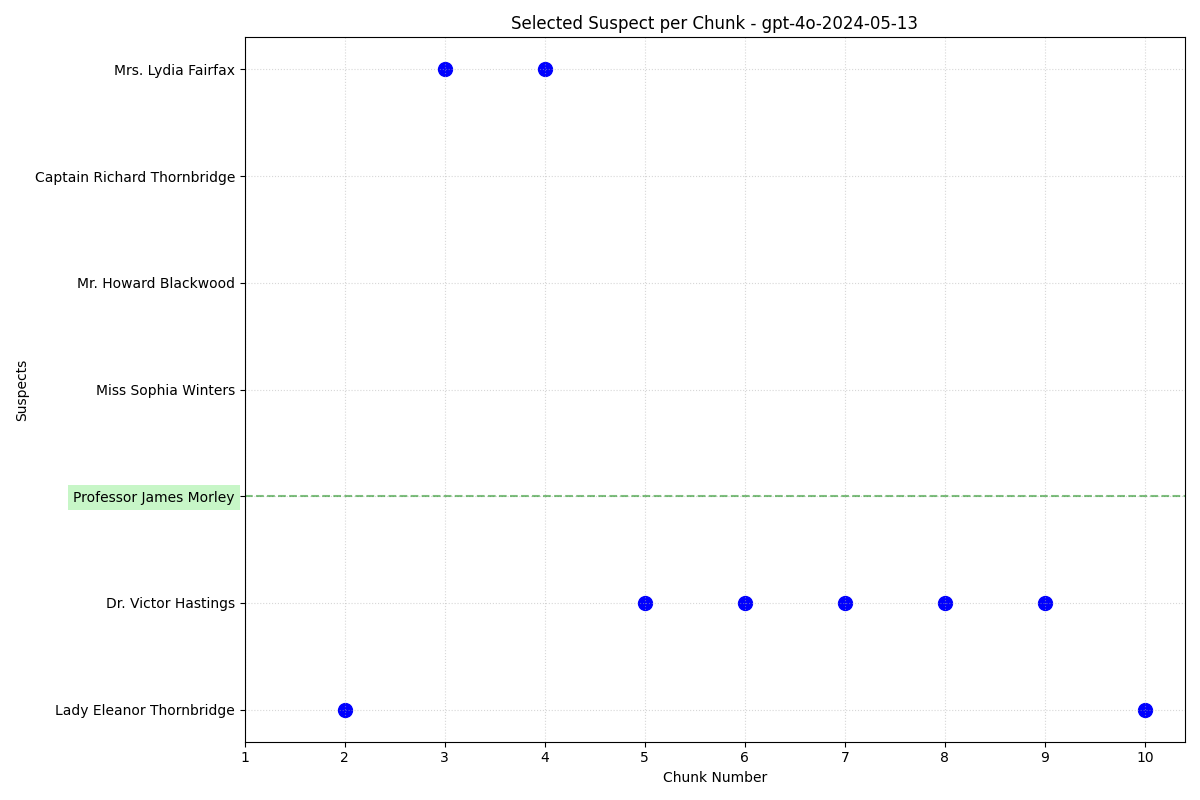 Selected Suspect per Chunk - gpt-4o-2024-05-13
Mrs. Lydia Fairfax
Captain Richard Thornbridge
Mr. Howard Blackwood
Miss Sophia Winters
Professor James Morley
Dr. Victor Hastings
Lady Eleanor Thornbridge
Suspects
1 2 3 4 5 6 7 8 9 10
Chunk Number